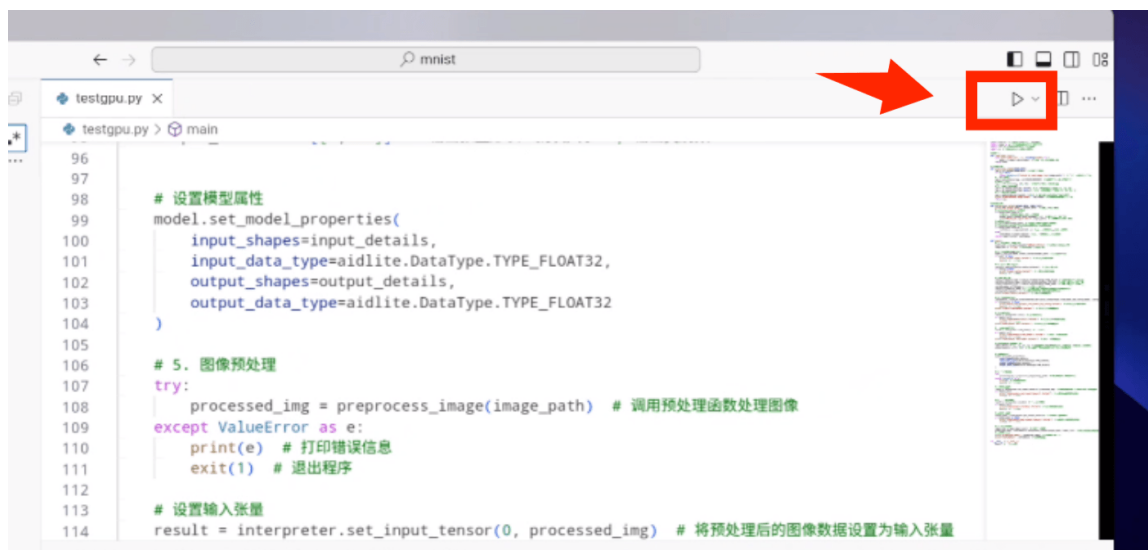 mnist
testgpu.py
testgpu.py > main
96
97
98 # 设置模型属性
99 model.set_model_properties(
100 input_shapes=input_details,
101 input_data_type=aidlite.DataType.TYPE_FLOAT32,
102 output_shapes=output_details,
103 output_data_type=aidlite.DataType.TYPE_FLOAT32
104 )
105
106 # 5. 图像预处理
107 try:
108 processed_img = preprocess_image(image_path) # 调用预处理函数处理图像
109 except ValueError as e:
110 print(e) # 打印错误信息
111 exit(1) # 退出程序
112
113 # 设置输入张量
114 result = interpreter.set_input_tensor(0, processed_img) # 将预处理后的图像数据设置为输入张量